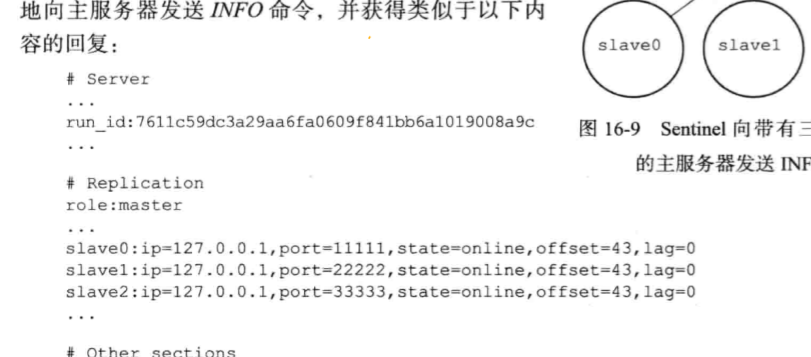 地向主服务器发送 INFO 命令，并获得类似于以下内
容的回复：
# Server
...
run_id:7611c59dc3a29aa6fa0609f841bb6a1019008a9c
...
# Replication
role:master
...
slave0:ip=127.0.0.1,port=11111,state=online,offset=43,lag=0
slave1:ip=127.0.0.1,port=22222,state=online,offset=43,lag=0
slave2:ip=127.0.0.1,port=33333,state=online,offset=43,lag=0
...
# Other sections
slave0
slave1
图 16-9 Sentinel 向带有三
的主服务器发送 INF